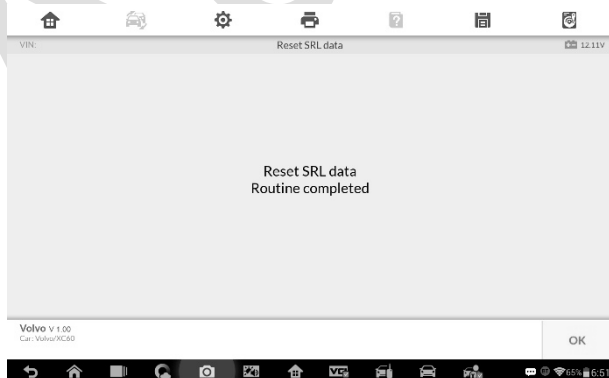 VIN:
Reset SRL data
12.11V
Reset SRL data
Routine completed
Volvo V 1.00
Car: Volvo/XC60
OK
65% 6:51